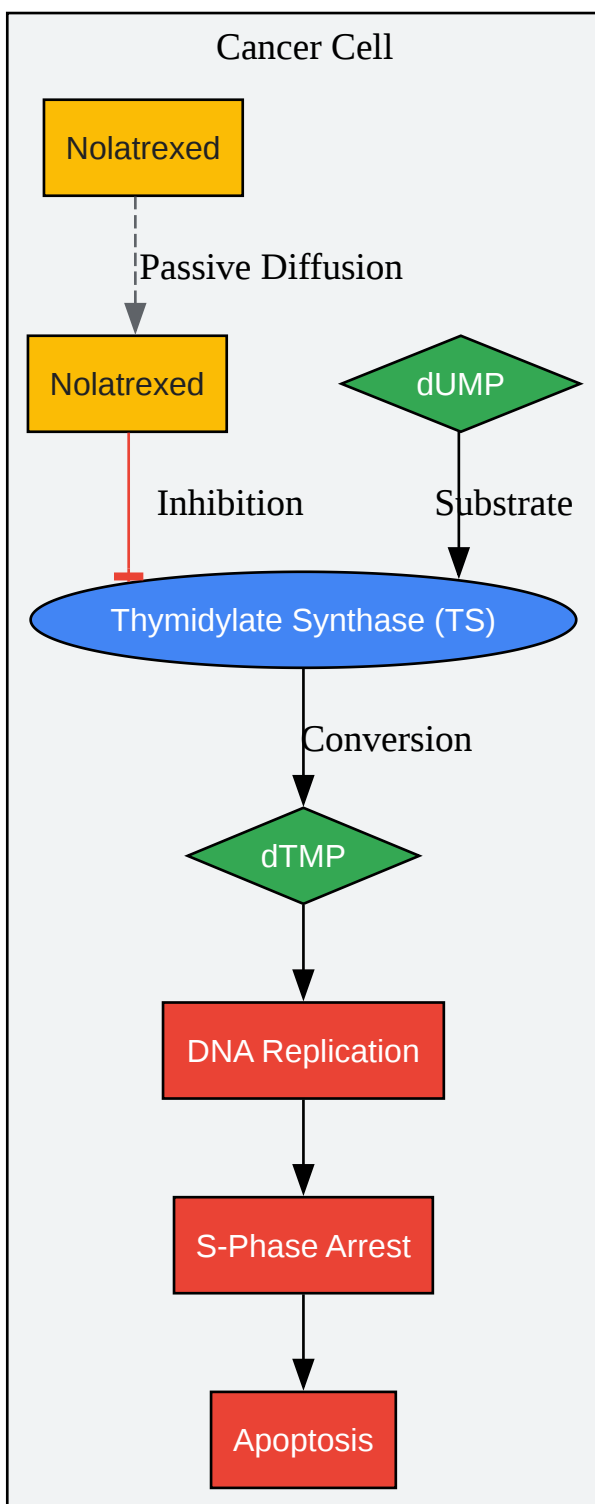 Cancer Cell
Nolatrexed
Passive Diffusion
Nolatrexed
dUMP
Inhibition
Substrate
Thymidylate Synthase (TS)
Conversion
dTMP
DNA Replication
S-Phase Arrest
Apoptosis